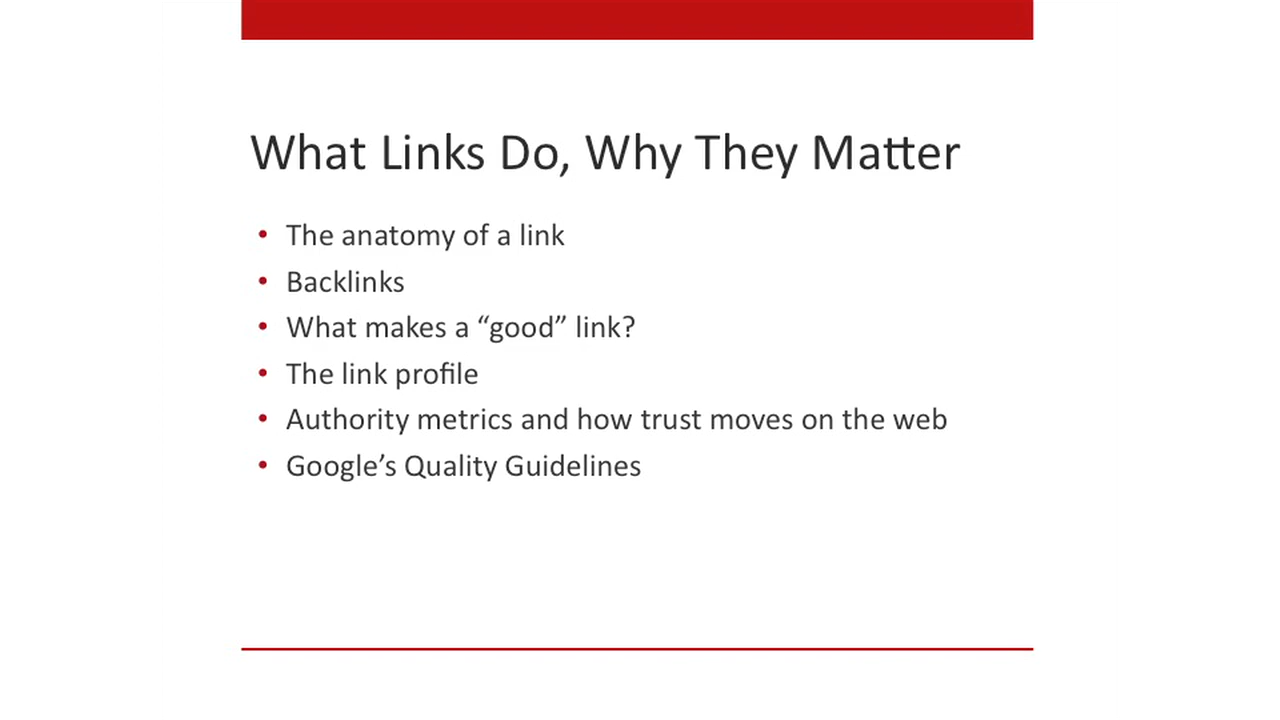 What Links Do, Why They Matter
• The anatomy of a link
• Backlinks
• What makes a “good” link?
• The link profile
• Authority metrics and how trust moves on the web
• Google’s Quality Guidelines